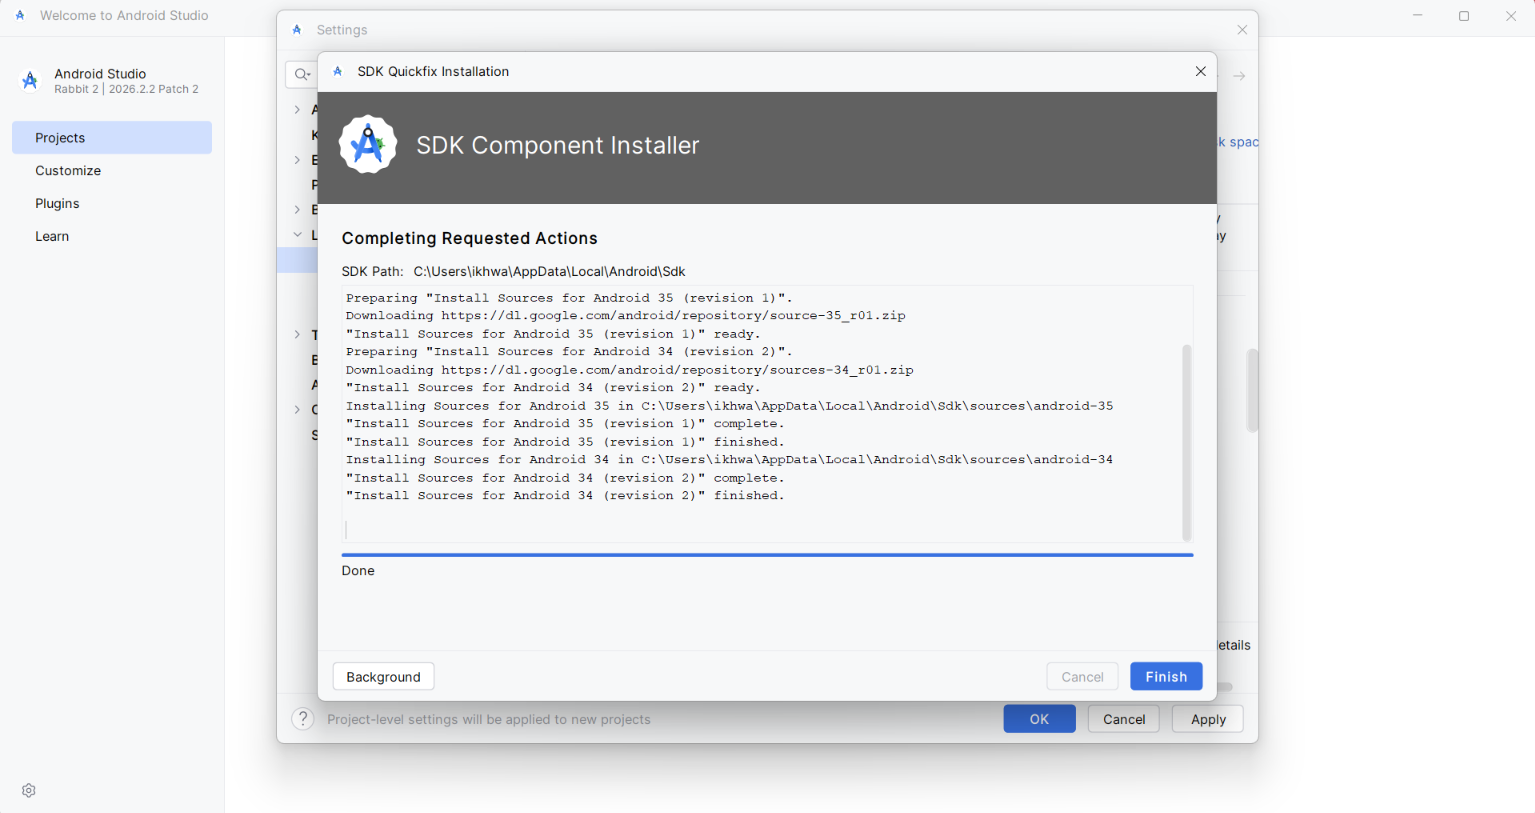 Welcome to Android Studio
Android Studio
Rabbit 2 | 2026.2.2 Patch 2
Projects
Customize
Plugins
Learn
Settings
SDK Quickfix Installation
SDK Component Installer
Completing Requested Actions
SDK Path: C:\Users\ikhwa\AppData\Local\Android\Sdk
Preparing "Install Sources for Android 35 (revision 1)".
Downloading https://dl.google.com/android/repository/source-35_r01.zip
"Install Sources for Android 35 (revision 1)" ready.
Preparing "Install Sources for Android 34 (revision 2)".
Downloading https://dl.google.com/android/repository/sources-34_r01.zip
"Install Sources for Android 34 (revision 2)" ready.
Installing Sources for Android 35 in C:\Users\ikhwa\AppData\Local\Android\Sdk\sources\android-35
"Install Sources for Android 35 (revision 1)" complete.
"Install Sources for Android 35 (revision 1)" finished.
Installing Sources for Android 34 in C:\Users\ikhwa\AppData\Local\Android\Sdk\sources\android-34
"Install Sources for Android 34 (revision 2)" complete.
"Install Sources for Android 34 (revision 2)" finished.
Done
Background
Cancel
Finish
? Project-level settings will be applied to new projects
OK
Cancel
Apply